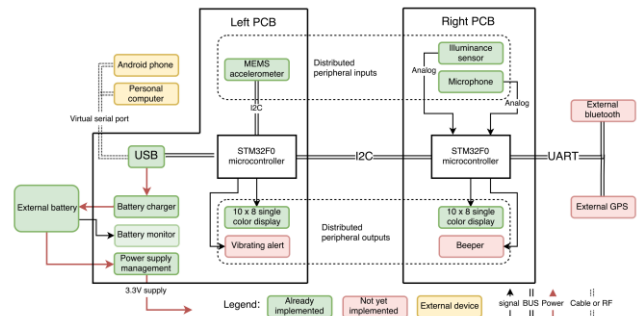 Left PCB
Right PCB
Android phone
Personal
computer
Virtual serial port
MEMS
accelerometer
Distributed
peripheral inputs
Illuminance
sensor
Microphone
Analog
Analog
I2C
External
bluetooth
USB
STM32F0
microcontroller
I2C
STM32F0
microcontroller
UART
External battery
Battery charger
Battery monitor
Power supply
management
3.3V supply
10 x 8 single
color display
Vibrating alert
Distributed
peripheral outputs
10 x 8 single
color display
Beeper
External GPS
Legend:
Already
implemented
Not yet
implemented
External device
signal
BUS
Power
Cable or RF